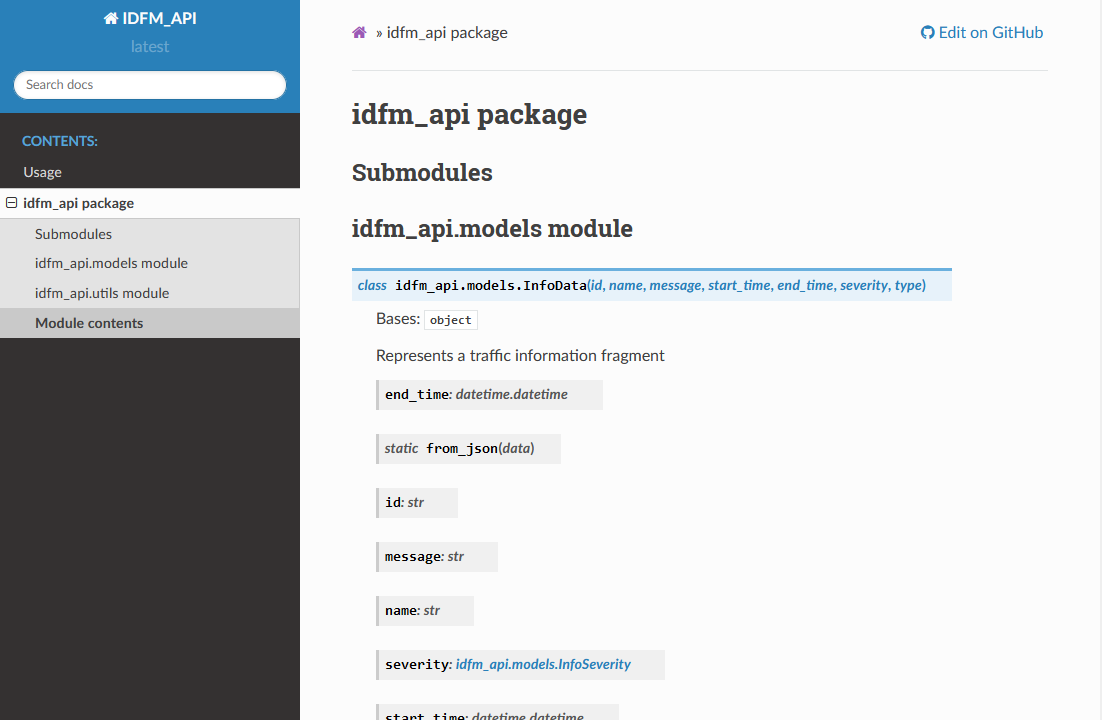 IDFM_API
latest
Search docs
CONTENTS:
Usage
idfm_api package
Submodules
idfm_api.models module
idfm_api.utils module
Module contents
» idfm_api package
Edit on GitHub
idfm_api package
Submodules
idfm_api.models module
class idfm_api.models.InfoData(id, name, message, start_time, end_time, severity, type)
Bases: object
Represents a traffic information fragment
end_time: datetime.datetime
static from_json(data)
id: str
message: str
name: str
severity: idfm_api.models.InfoSeverity
start_time: datetime.datetime